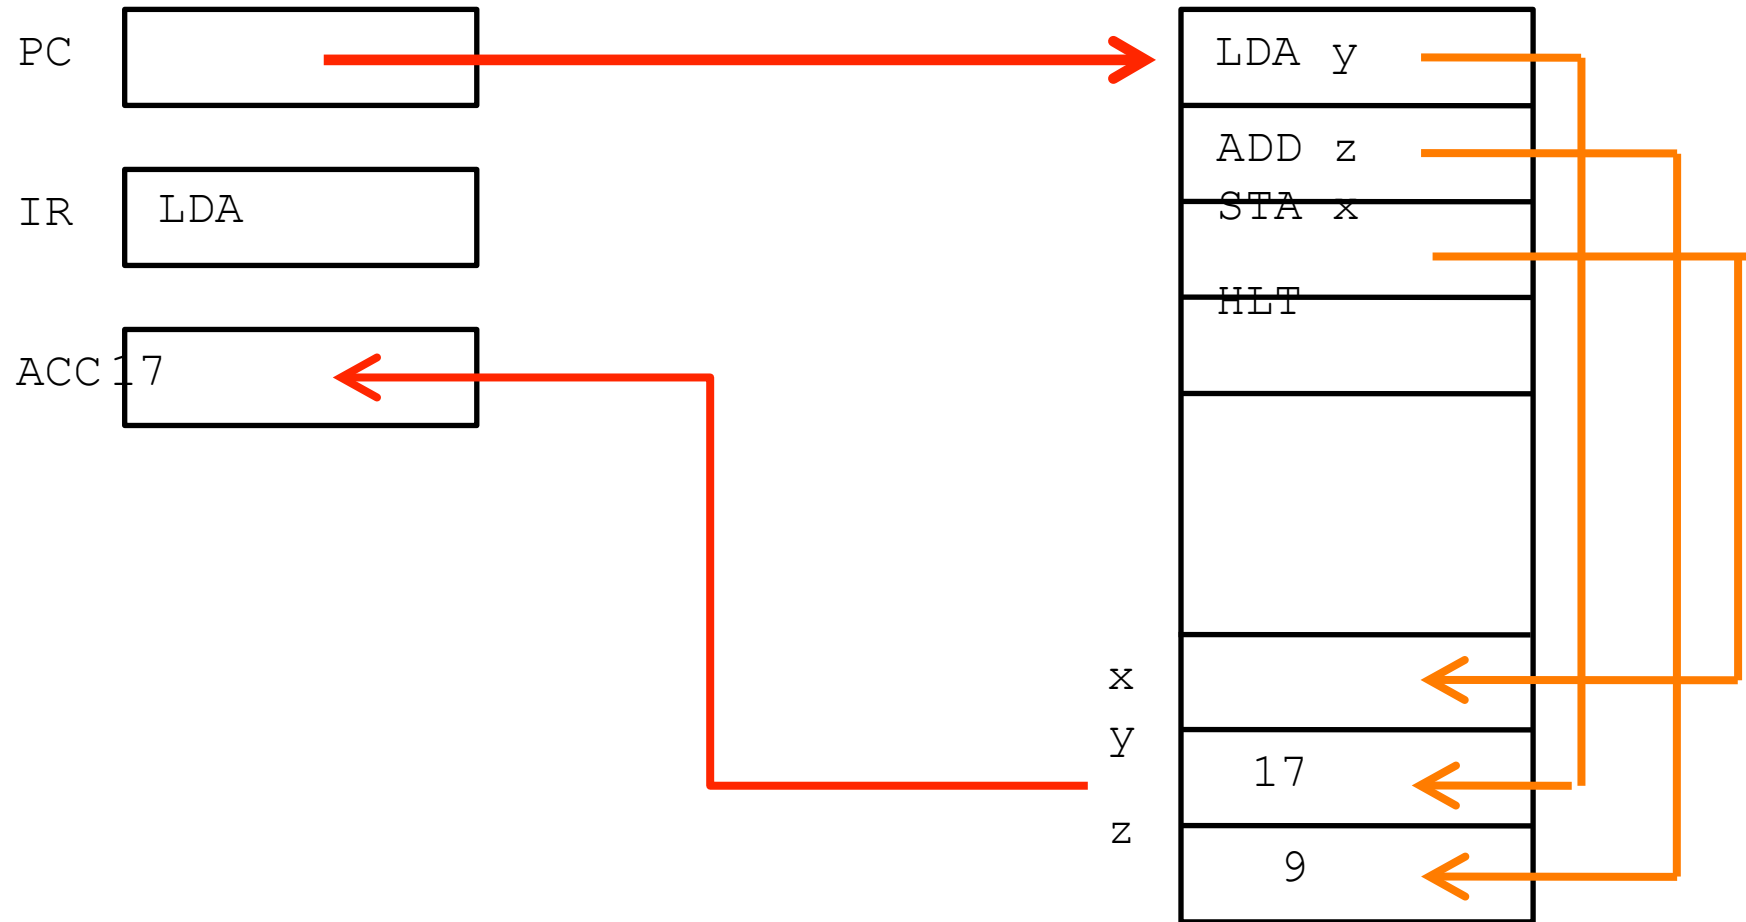 PC
IR LDA
ACC 17
LDA y
ADD z
STA x
HLT
x
y 17
z 9